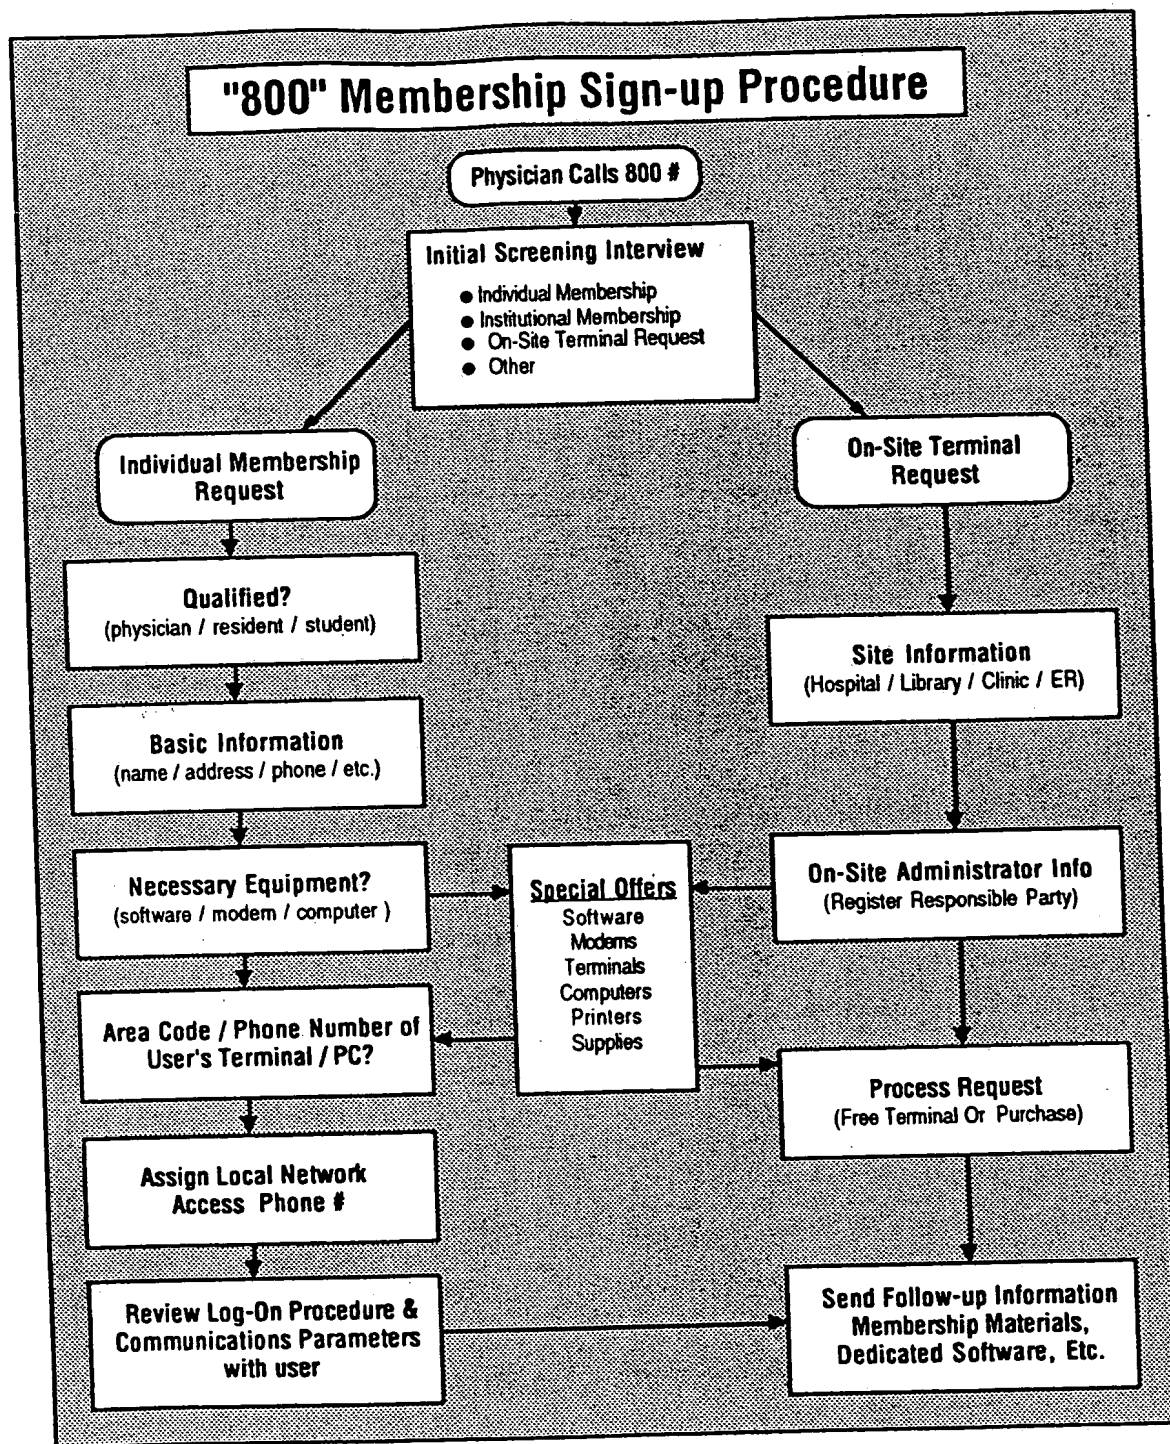 "800" Membership Sign-up Procedure
Physician Calls 800 #
Initial Screening Interview
● Individual Membership
● Institutional Membership
● On-Site Terminal Request
● Other
Individual Membership
Request
On-Site Terminal
Request
Qualified?
(physician / resident / student)
Site Information
(Hospital / Library / Clinic / ER)
Basic Information
(name / address / phone / etc.)
Necessary Equipment?
(software / modem / computer )
Special Offers
Software
Modems
Terminals
Computers
Printers
Supplies
On-Site Administrator Info
(Register Responsible Party)
Area Code / Phone Number of
User's Terminal / PC?
Process Request
(Free Terminal Or Purchase)
Assign Local Network
Access Phone #
Review Log-On Procedure &
Communications Parameters
with user
Send Follow-up Information
Membership Materials,
Dedicated Software, Etc.